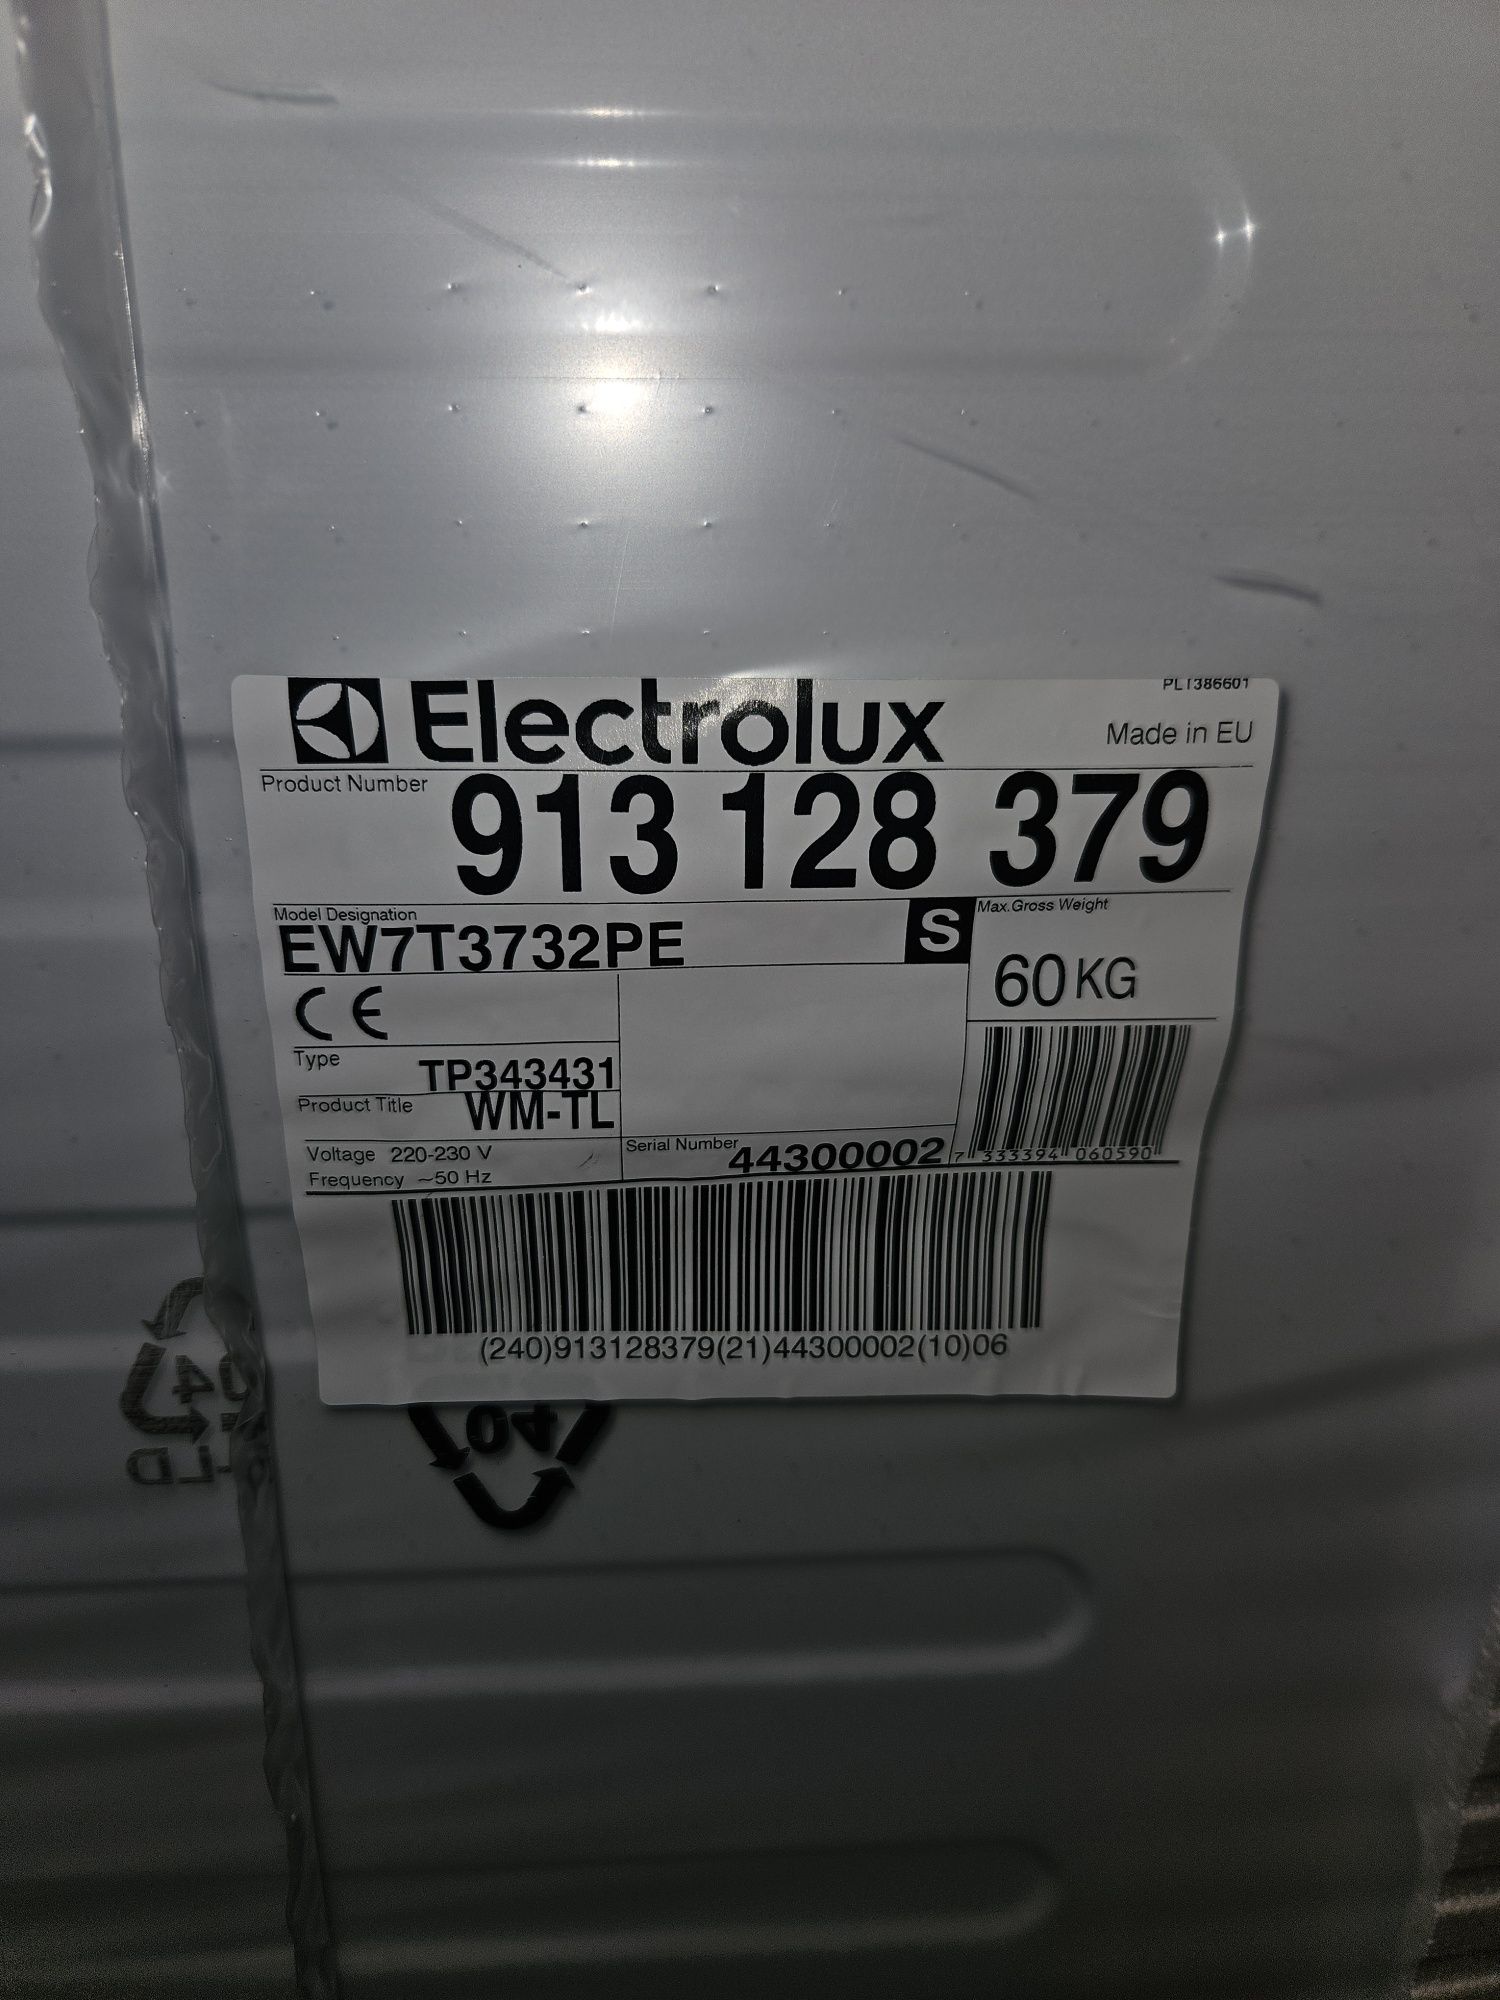 PL1386601
Electrolux
Made in EU
Product Number
913 128 379
Model Designation
EW7T3732PE
S
Max.Gross Weight
60 KG
CE
Type
TP343431
Product Title
WM-TL
Voltage 220-230 V
Frequency ~50 Hz
Serial Number
44300002
7 333394 060590
(240)913128379(21)44300002(10)06
04
04
04